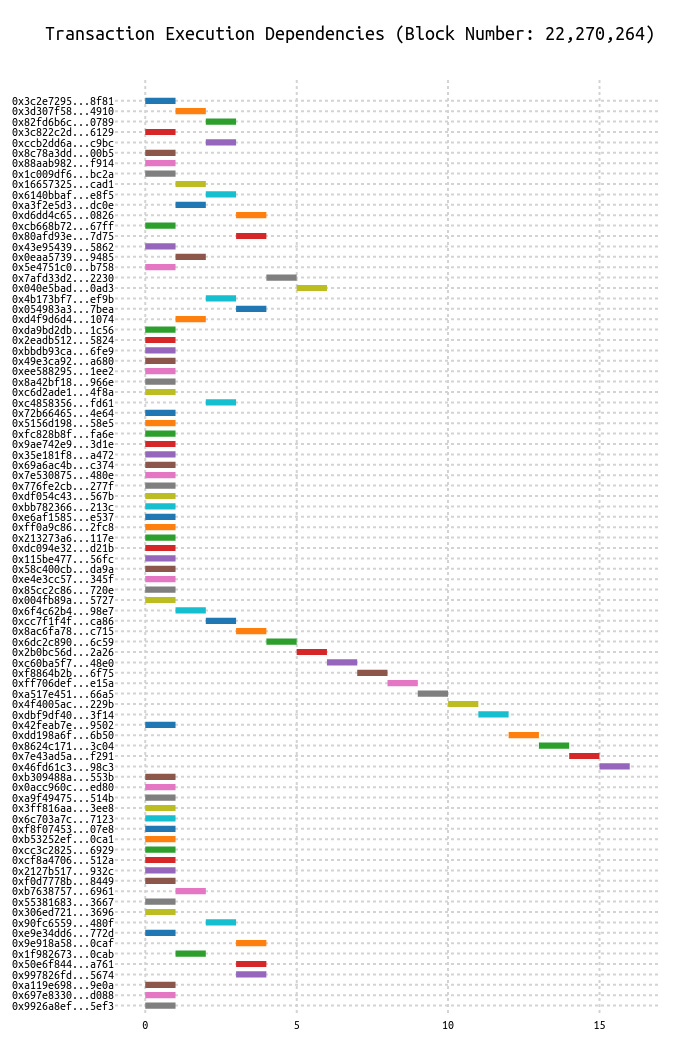 Transaction Execution Dependencies (Block Number: 22,270,264)
0x3c2e7295...8f81
0x3d307f58...4910
0x82fd6b6c...0789
0x3c822c2d...6129
0xccb2dd6a...c9bc
0x8c78a3dd...00b5
0x88aab982...f914
0x1c009df6...bc2a
0x16657325...cad1
0x6140bbaf...e8f5
0xa3f2e5d3...dc0e
0xd6dd4c65...0826
0xcb668b72...67ff
0x80afd93e...7d75
0x43e95439...5862
0x0eaa5739...9485
0x5e4751c0...b758
0x7afd33d2...2230
0x040e5bad...0ad3
0x4b173bf7...ef9b
0x054983a3...7bea
0xd4f9d6d4...1074
0xda9bd2db...1c56
0x2eadb512...5824
0xbbdb93ca...6fe9
0x49e3ca92...a680
0xee588295...1ee2
0x8a42bf18...966e
0xc6d2ade1...4f8a
0xc4858356...fd61
0x72b66465...4e64
0x5156d198...58e5
0xfc828b8f...fa6e
0x9ae742e9...3d1e
0x35e181f8...a472
0x69a6ac4b...c374
0x7e530875...480e
0x776fe2cb...277f
0xdf054c43...567b
0xbb782366...213c
0xe6af1585...e537
0xff0a9c86...2fc8
0x213273a6...117e
0xdc094e32...d21b
0x115be477...56fc
0x58c400cb...da9a
0xe4e3cc57...345f
0x85cc2c86...720e
0x004fb89a...5727
0x6f4c62b4...98e7
0xcc7f1f4f...ca86
0x8ac6fa78...c715
0x6dc2c890...6c59
0x2b0bc56d...2a26
0xc60ba5f7...48e0
0xf8864b2b...6f75
0xff706def...e15a
0xa517e451...66a5
0x4f4005ac...229b
0xdbf9df40...3f14
0x42feab7e...9502
0xdd198a6f...6b50
0x8624c171...3c04
0x7e43ad5a...f291
0x46fd61c3...98c3
0xb309488a...553b
0x0acc960c...ed80
0xa9f49475...514b
0x3ff816aa...3ee8
0x6c703a7c...7123
0xf8f07453...07e8
0xb53252ef...0ca1
0xcc3c2825...6929
0xcf8a4706...512a
0x2127b517...932c
0xf0d7778b...8449
0xb7638757...6961
0x55381683...3667
0x306ed721...3696
0x90fc6559...480f
0xe9e34dd6...772d
0x9e918a58...0caf
0x1f982673...0cab
0x50e6f844...a761
0x997826fd...5674
0xa119e698...9e0a
0x697e8330...d088
0x9926a8ef...5ef3
0 5 10 15